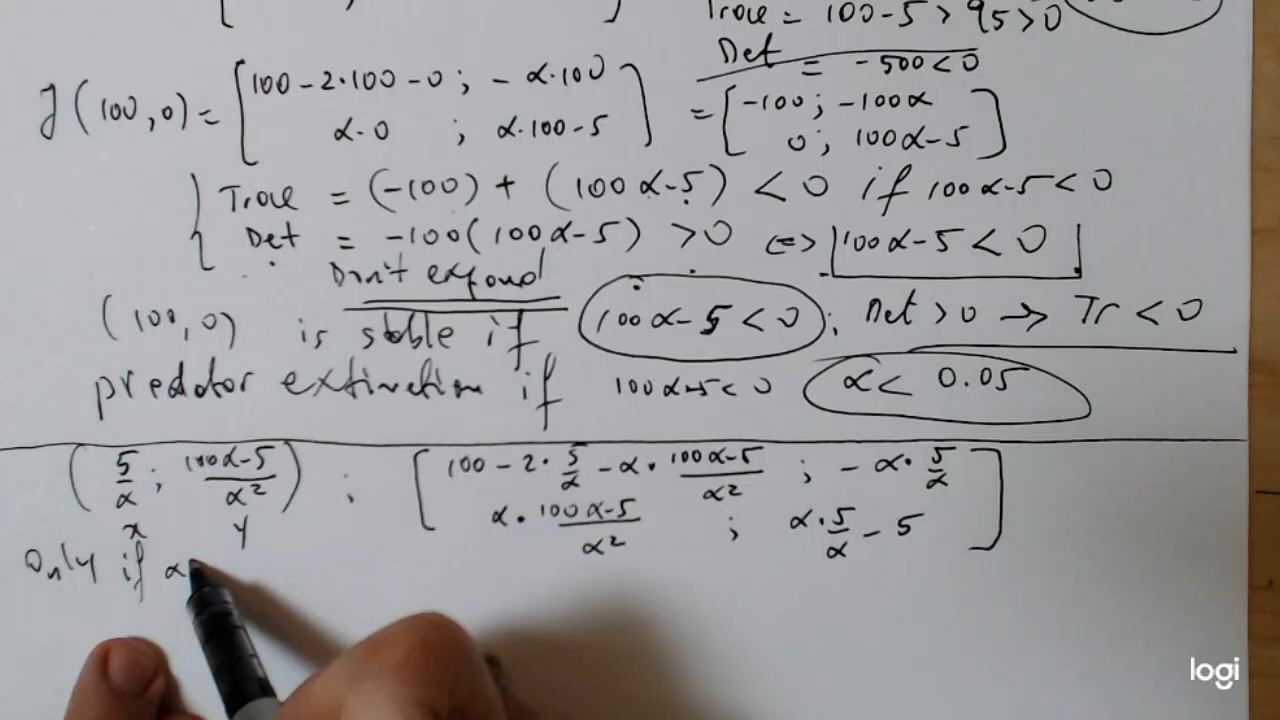 Trace = 100-5 > 95 > 0
Det = -500 < 0
J(100,0) = [100-2·100-0 ; -α·100
α·0 ; α·100-5]
= [-100 ; -100α
0 ; 100α-5]
{ Trace = (-100) + (100α-5) < 0 if 100α-5 < 0
Det = -100(100α-5) > 0 <=> 100α-5 < 0
Don't expand
(100,0) is stable if 100α-5 < 0 ; Det > 0 → Tr < 0
predator extinction if 100α-5 < 0 α < 0.05
(5/α ; 100α-5/α²) ; [100-2·5/α-α·100α-5/α² ; -α·5/α
α·100α-5/α² ; α·5/α-5]
x y
Only if α
logi